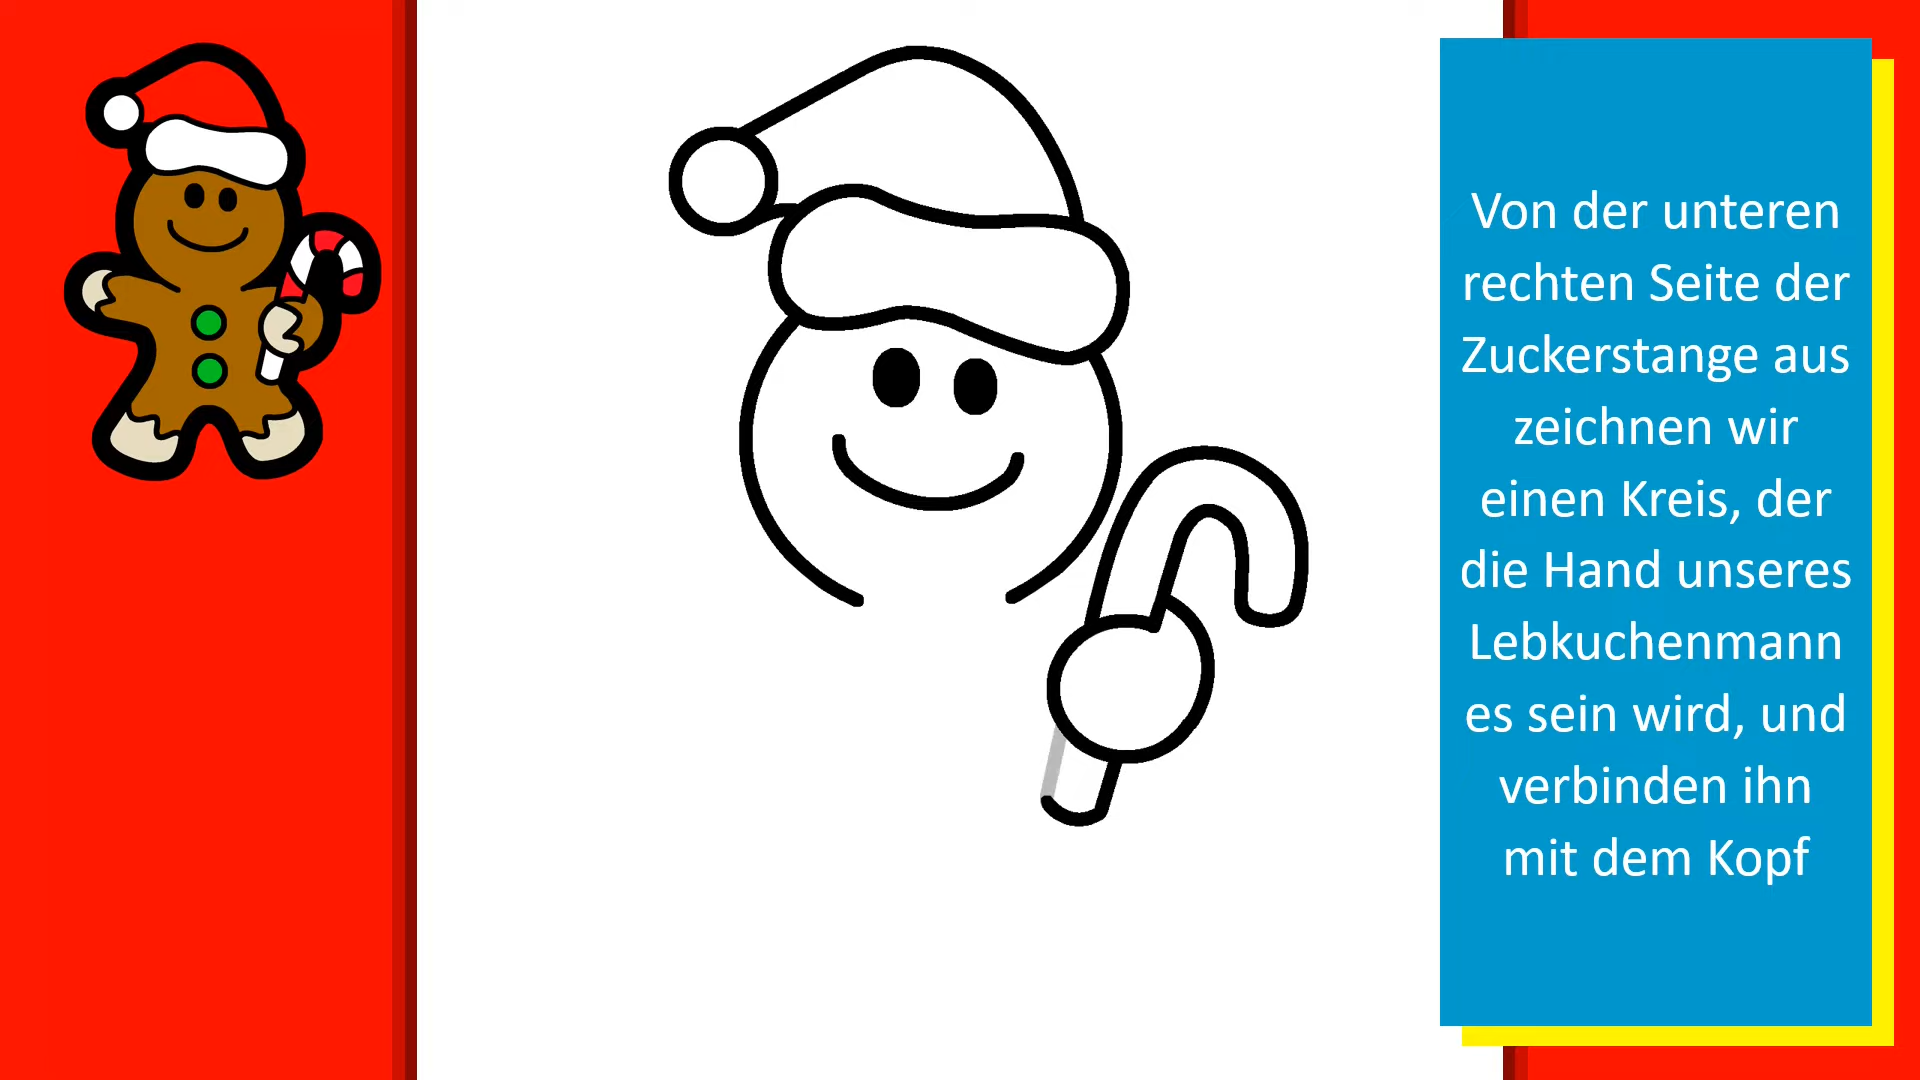 Von der unteren
rechten Seite der
Zuckerstange aus
zeichnen wir
einen Kreis, der
die Hand unseres
Lebkuchenmann
es sein wird, und
verbinden ihn
mit dem Kopf